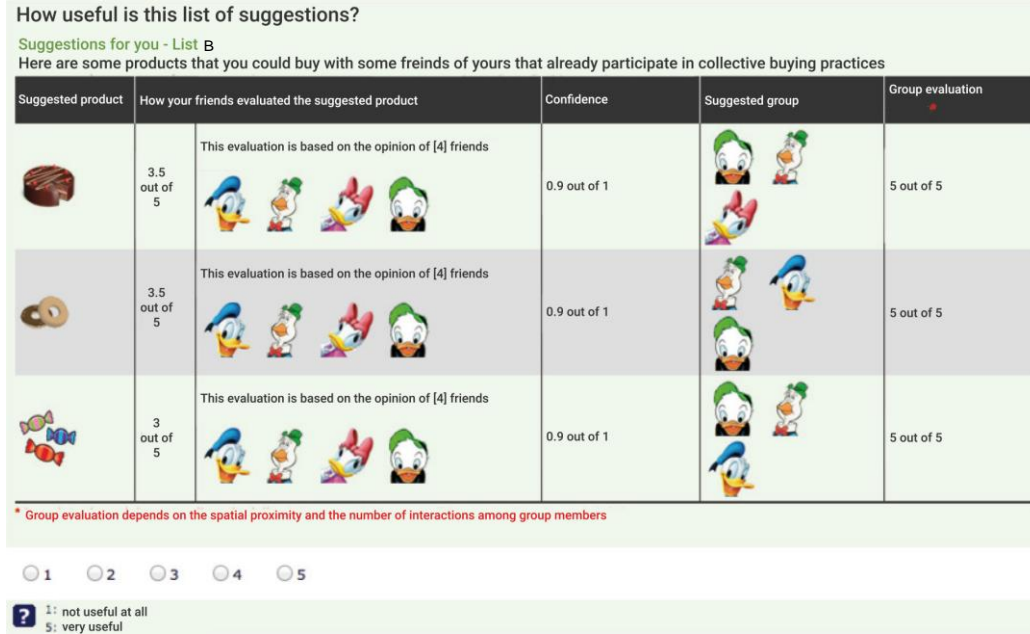 How useful is this list of suggestions?
Suggestions for you - List B
Here are some products that you could buy with some freinds of yours that already participate in collective buying practices
Suggested product How your friends evaluated the suggested product Confidence Suggested group Group evaluation
*
This evaluation is based on the opinion of [4] friends
3.5
out of
5
0.9 out of 1
5 out of 5
This evaluation is based on the opinion of [4] friends
3.5
out of
5
0.9 out of 1
5 out of 5
This evaluation is based on the opinion of [4] friends
3
out of
5
0.9 out of 1
5 out of 5
* Group evaluation depends on the spatial proximity and the number of interactions among group members
1 2 3 4 5
? 1: not useful at all
5: very useful